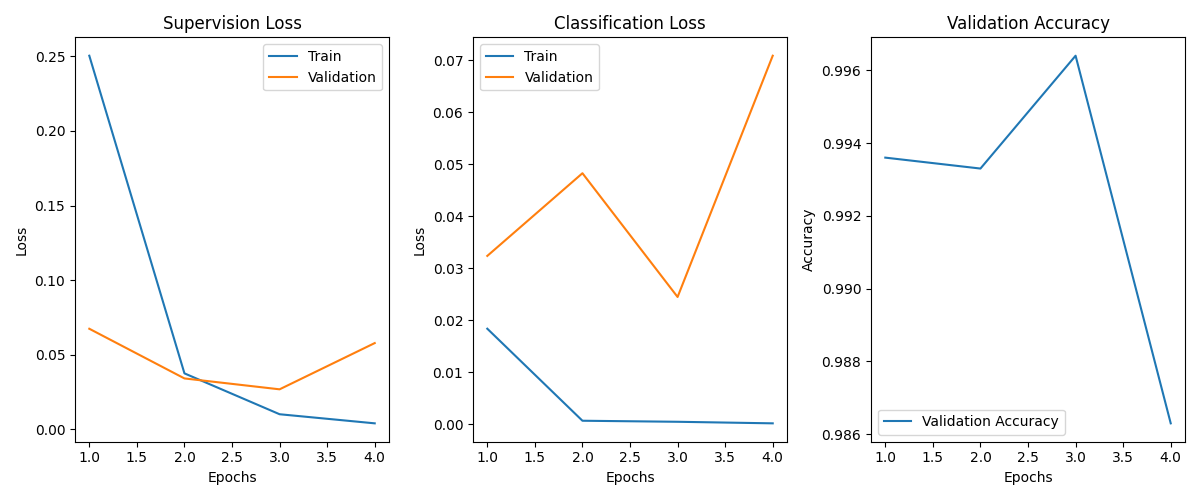 Supervision Loss
Loss
0.25
0.20
0.15
0.10
0.05
0.00
Train
Validation
1.0 1.5 2.0 2.5 3.0 3.5 4.0
Epochs
Classification Loss
Loss
0.07
0.06
0.05
0.04
0.03
0.02
0.01
0.00
Train
Validation
1.0 1.5 2.0 2.5 3.0 3.5 4.0
Epochs
Validation Accuracy
Accuracy
0.996
0.994
0.992
0.990
0.988
0.986
Validation Accuracy
1.0 1.5 2.0 2.5 3.0 3.5 4.0
Epochs